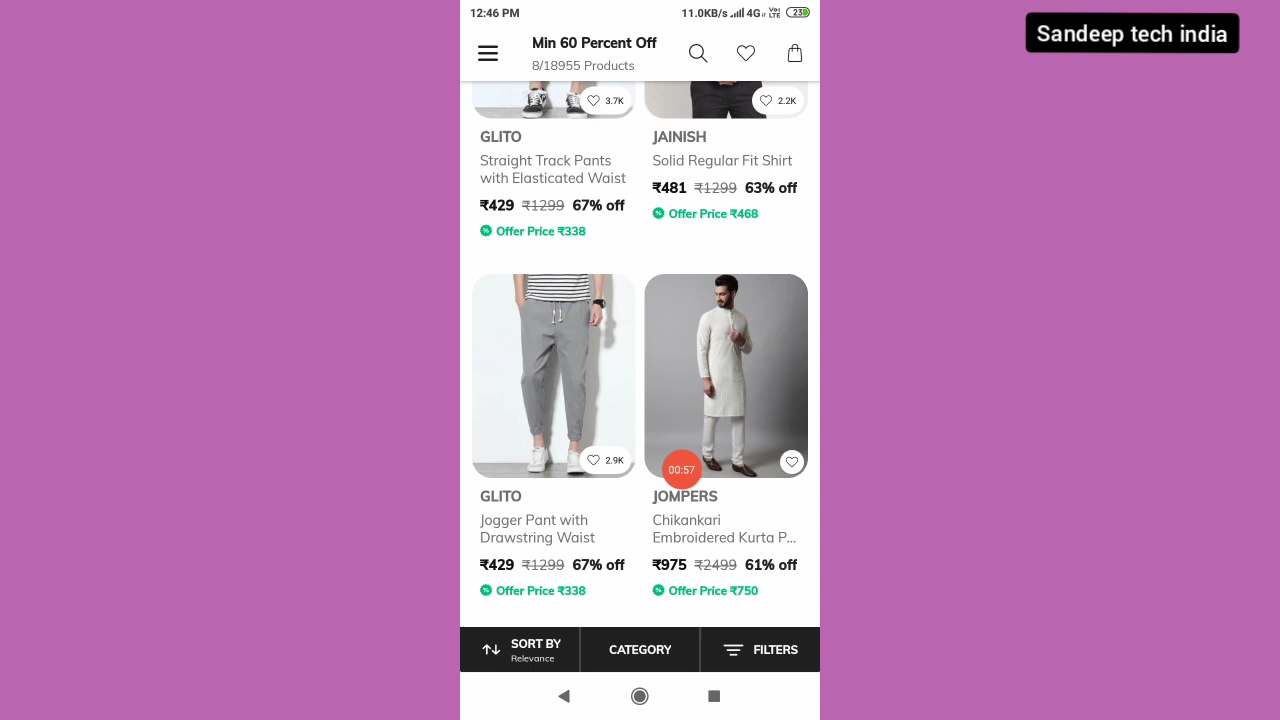 12:46 PM
11.0KB/s 4G Vo) LTE 23
Sandeep tech india
Min 60 Percent Off
8/18955 Products
3.7K
2.2K
GLITO
Straight Track Pants
with Elasticated Waist
₹429 ₹1299 67% off
Offer Price ₹338
JAINISH
Solid Regular Fit Shirt
₹481 ₹1299 63% off
Offer Price ₹468
2.9K
00:57
GLITO
Jogger Pant with
Drawstring Waist
₹429 ₹1299 67% off
Offer Price ₹338
JOMPERS
Chikankari
Embroidered Kurta P...
₹975 ₹2499 61% off
Offer Price ₹750
SORT BY
Relevance
CATEGORY
FILTERS